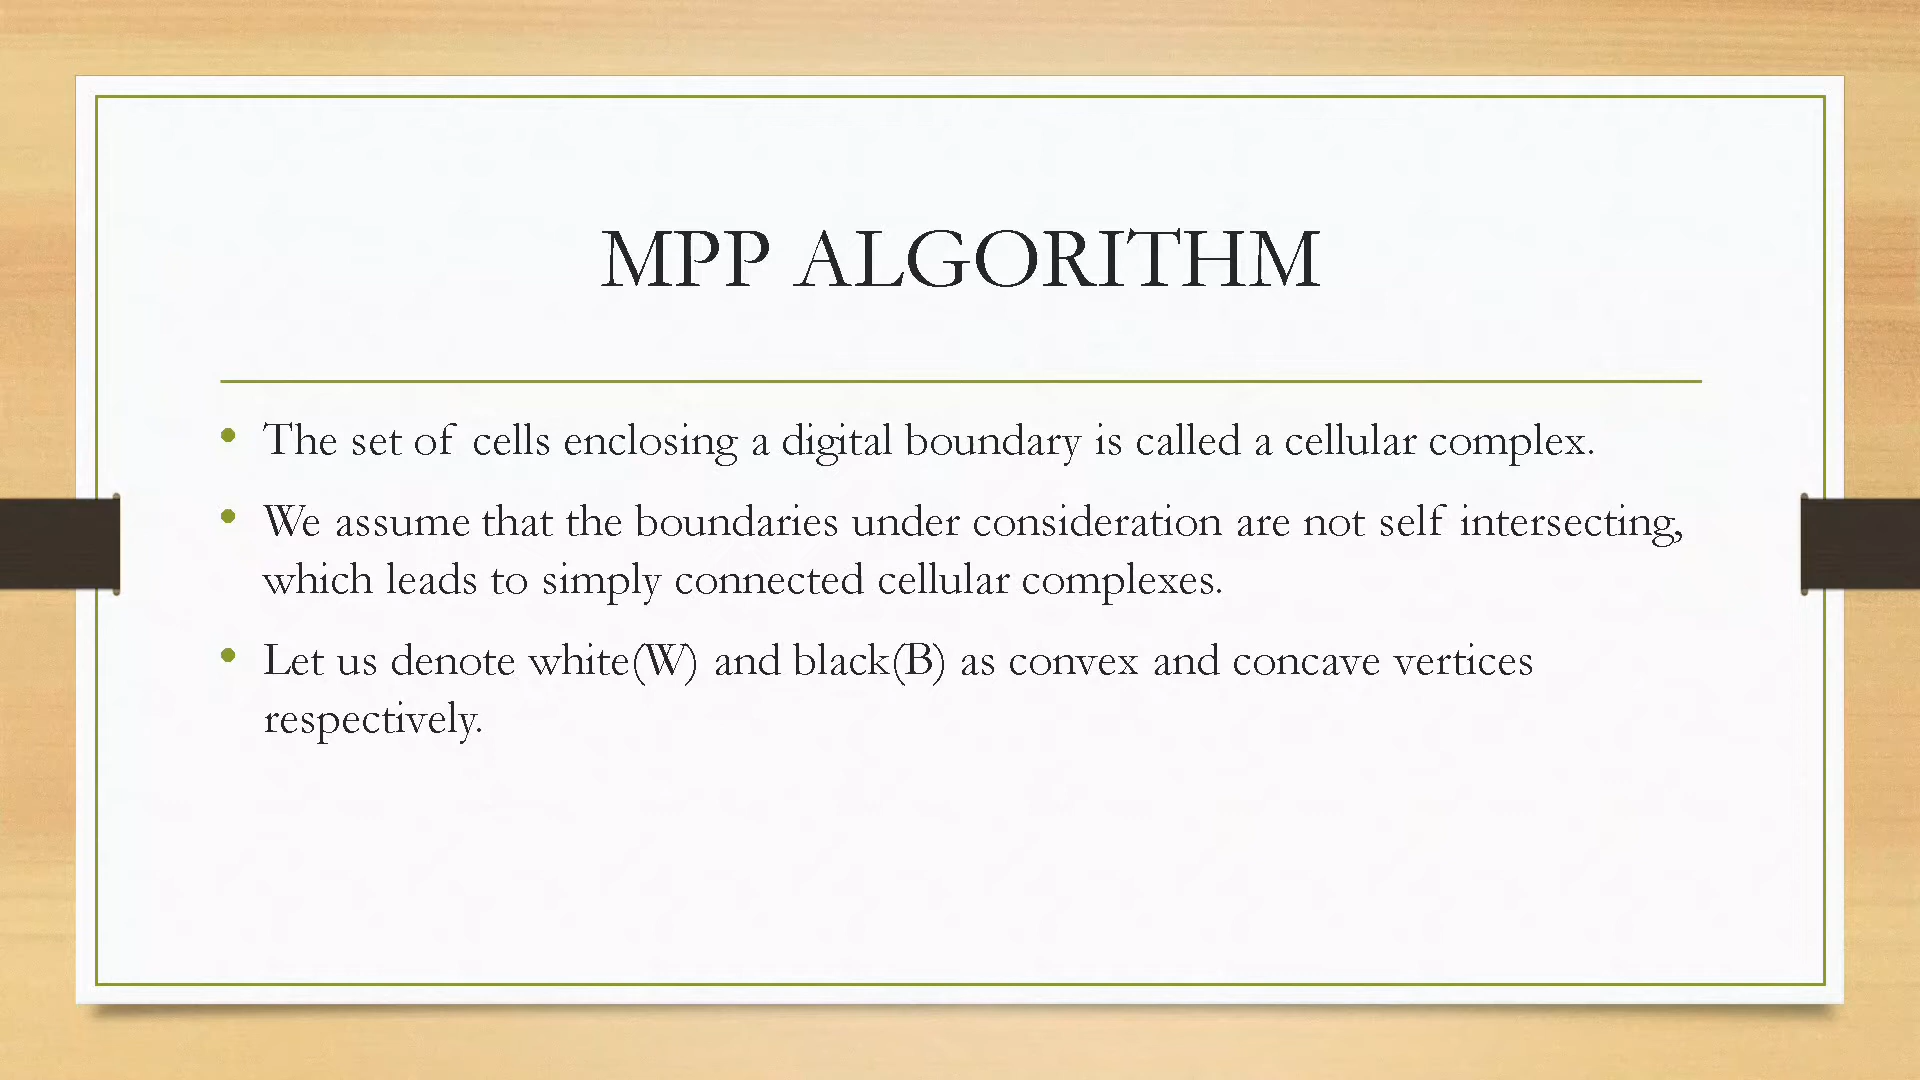 MPP ALGORITHM
• The set of cells enclosing a digital boundary is called a cellular complex.
• We assume that the boundaries under consideration are not self intersecting,
which leads to simply connected cellular complexes.
• Let us denote white(W) and black(B) as convex and concave vertices
respectively.